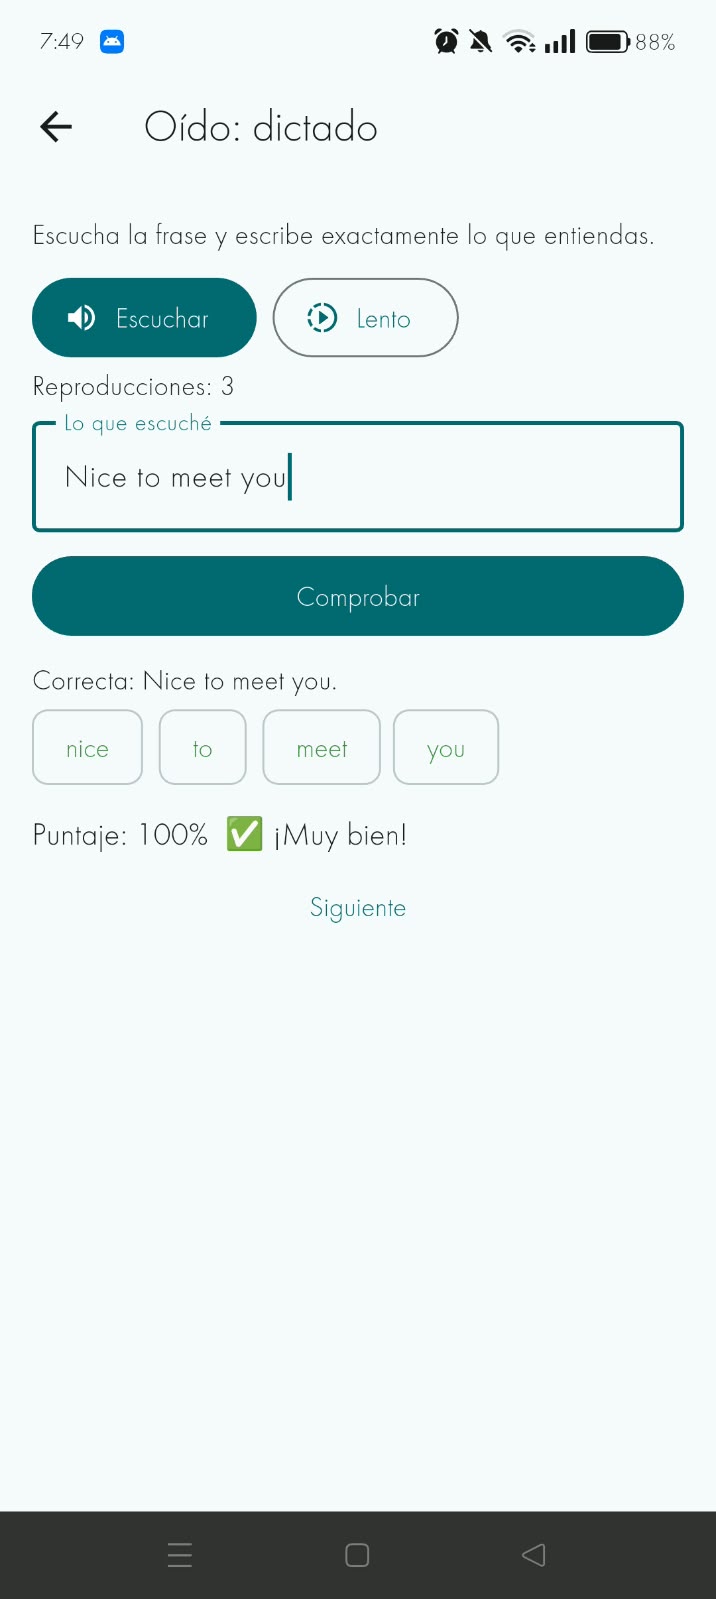 7:49 88%
Oído: dictado
Escucha la frase y escribe exactamente lo que entiendas.
Escuchar Lento
Reproducciones: 3
Lo que escuché
Nice to meet you
Comprobar
Correcta: Nice to meet you.
nice to meet you
Puntaje: 100% ✅ ¡Muy bien!
Siguiente